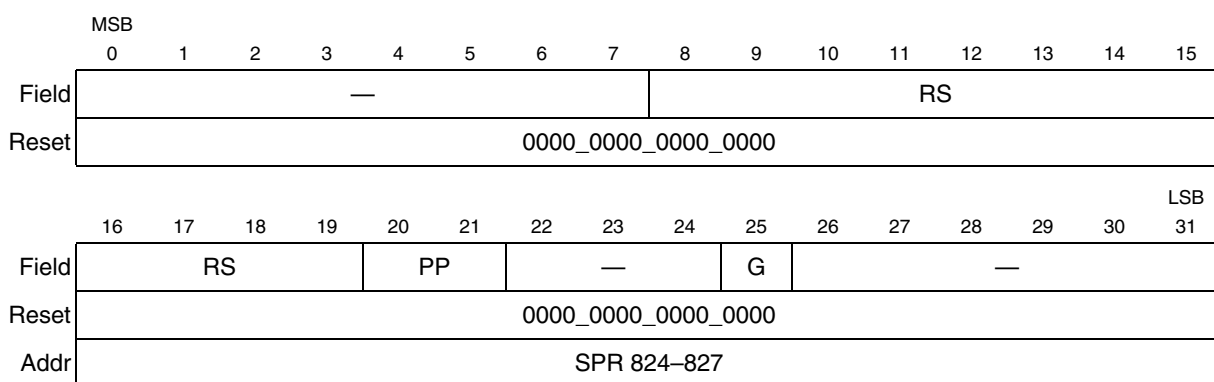 MSB
0 1 2 3 4 5 6 7 8 9 10 11 12 13 14 15
Field — RS
Reset 0000_0000_0000_0000
LSB
16 17 18 19 20 21 22 23 24 25 26 27 28 29 30 31
Field RS PP — G —
Reset 0000_0000_0000_0000
Addr SPR 824–827